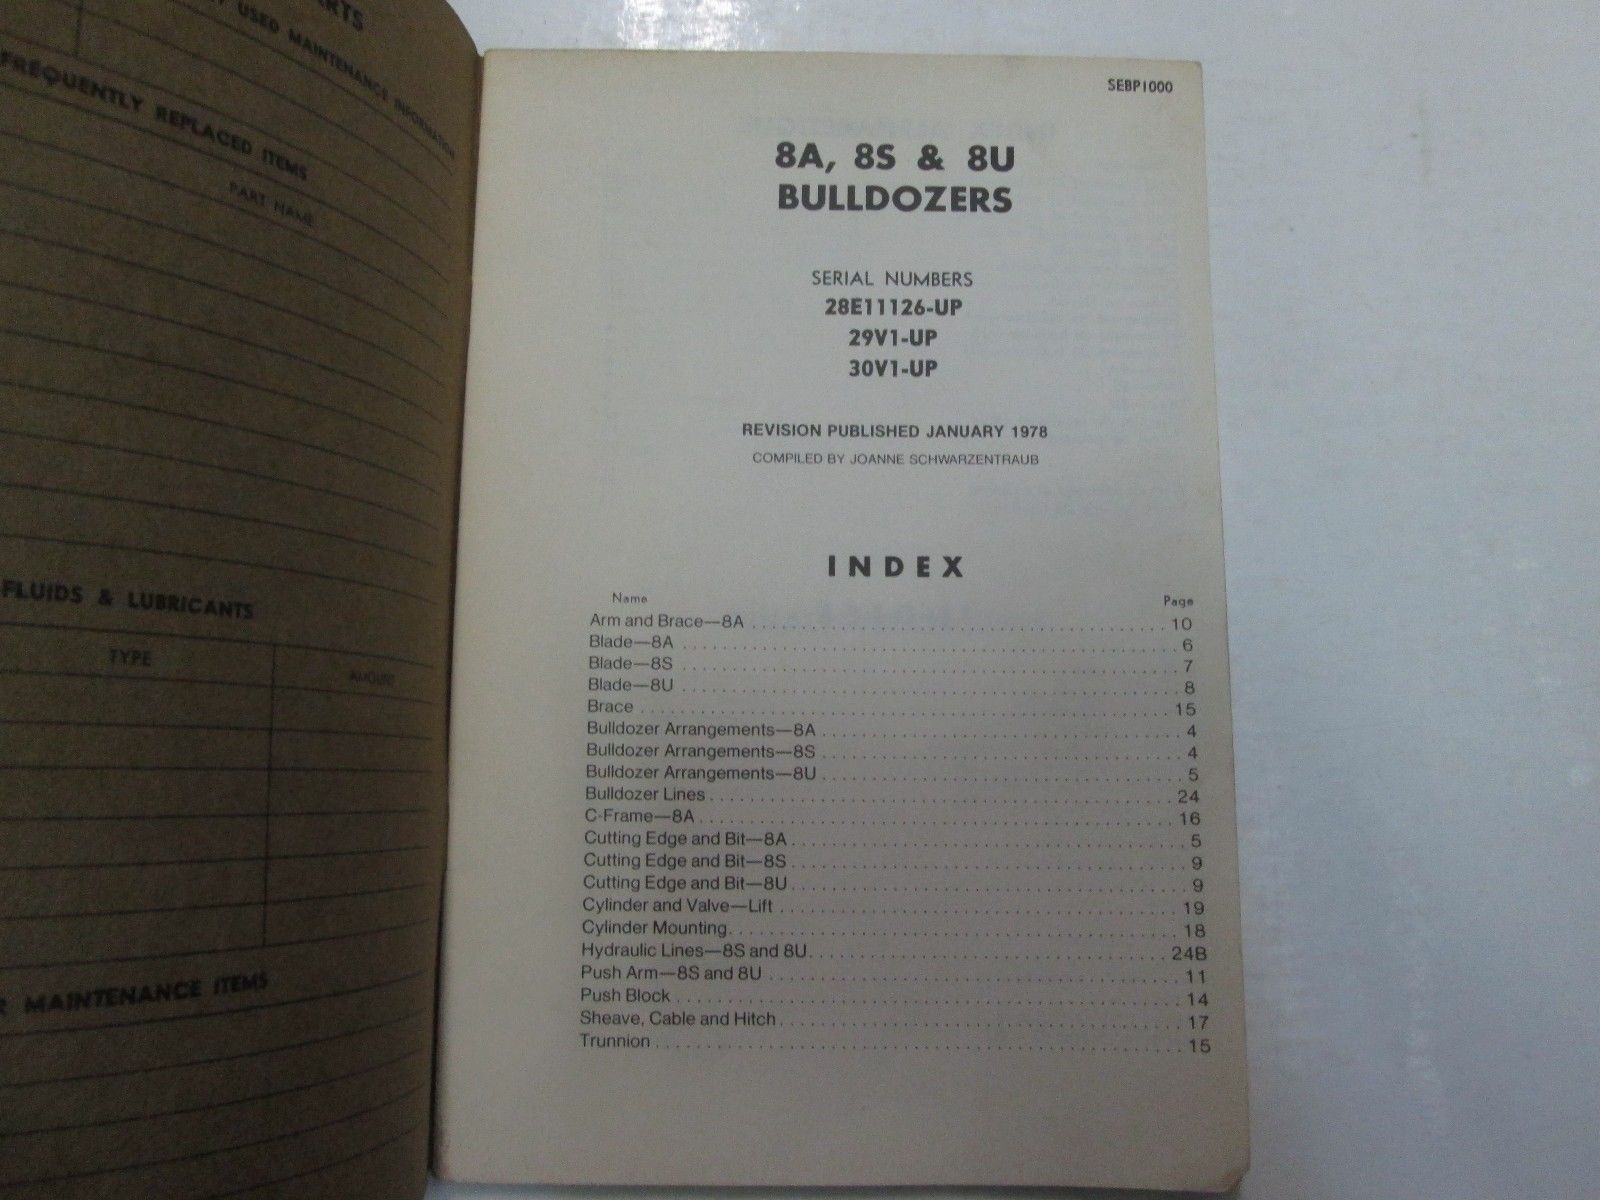 USED MAINTENANCE INFORMATION
FREQUENTLY REPLACED ITEMS
PART NAME
FLUIDS & LUBRICANTS
TYPE
AMOUNT
MAINTENANCE ITEMS
SEBP1000
8A, 8S & 8U
BULLDOZERS
SERIAL NUMBERS
28E11126-UP
29V1-UP
30V1-UP
REVISION PUBLISHED JANUARY 1978
COMPILED BY JOANNE SCHWARZENTRAUB
INDEX
Name Page
Arm and Brace—8A 10
Blade—8A 6
Blade—8S 7
Blade—8U 8
Brace 15
Bulldozer Arrangements—8A 4
Bulldozer Arrangements—8S 4
Bulldozer Arrangements—8U 5
Bulldozer Lines 24
C-Frame—8A 16
Cutting Edge and Bit—8A 5
Cutting Edge and Bit—8S 9
Cutting Edge and Bit—8U 9
Cylinder and Valve—Lift 19
Cylinder Mounting 18
Hydraulic Lines—8S and 8U 24B
Push Arm—8S and 8U 11
Push Block 14
Sheave, Cable and Hitch 17
Trunnion 15